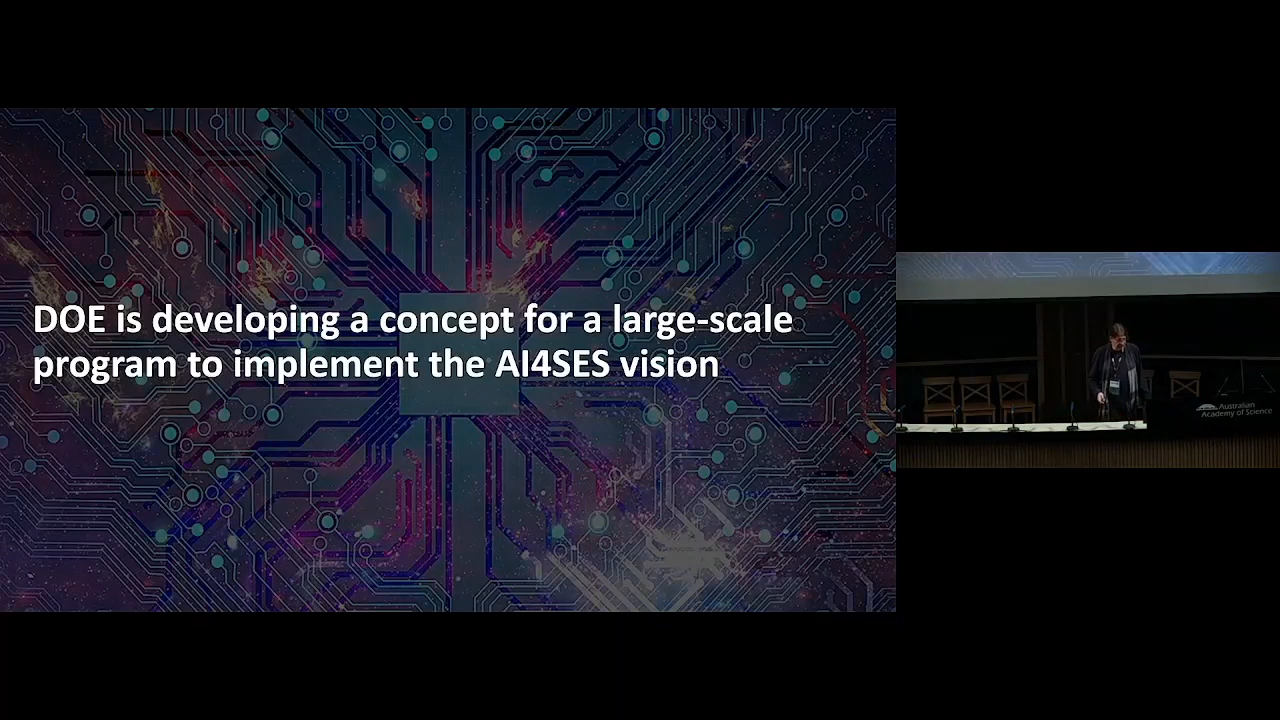 DOE is developing a concept for a large-scale
program to implement the AI4SES vision
Australian
Academy of Science